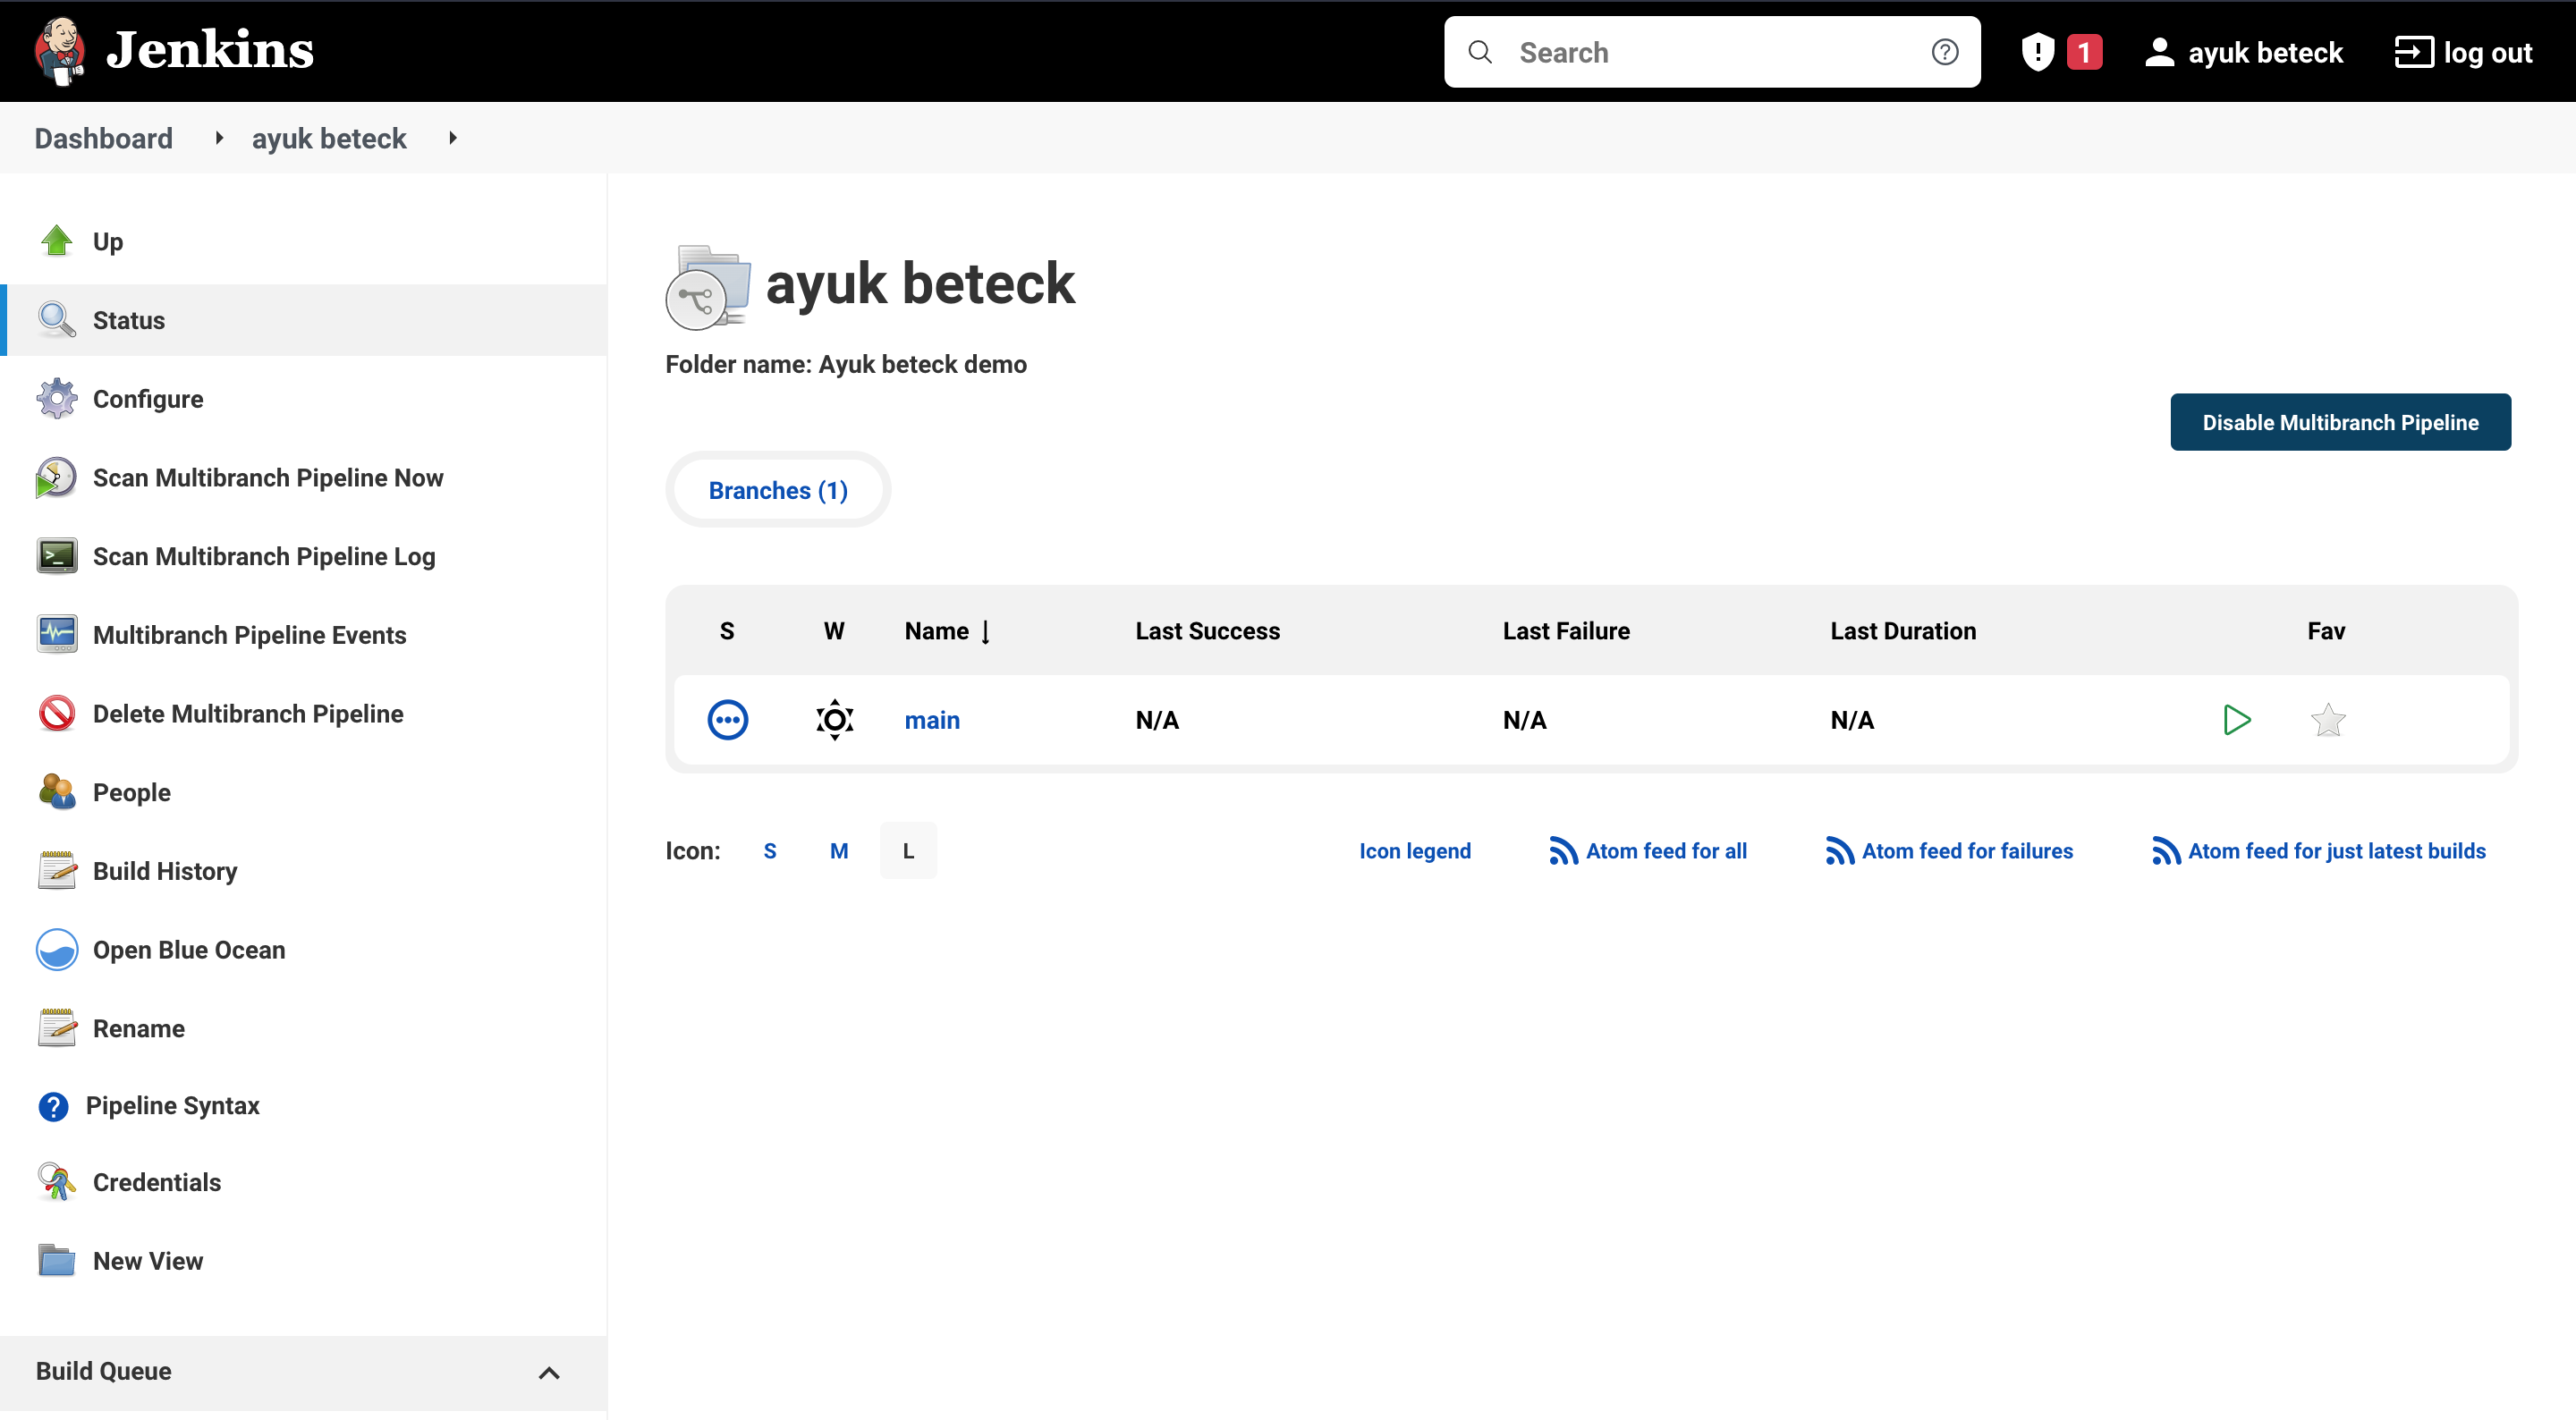 Jenkins
Search
1
ayuk beteck
log out
Dashboard
ayuk beteck
Up
Status
Configure
Scan Multibranch Pipeline Now
Scan Multibranch Pipeline Log
Multibranch Pipeline Events
Delete Multibranch Pipeline
People
Build History
Open Blue Ocean
Rename
Pipeline Syntax
Credentials
New View
Build Queue
ayuk beteck
Folder name: Ayuk beteck demo
Disable Multibranch Pipeline
Branches (1)
S W Name ↓ Last Success Last Failure Last Duration Fav
main N/A N/A N/A
Icon: S M L
Icon legend
Atom feed for all
Atom feed for failures
Atom feed for just latest builds